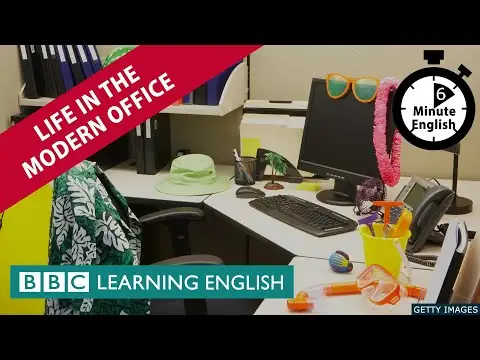 LIFE IN THE
MODERN OFFICE
6
Minute
English
BBC LEARNING ENGLISH
GETTY IMAGES